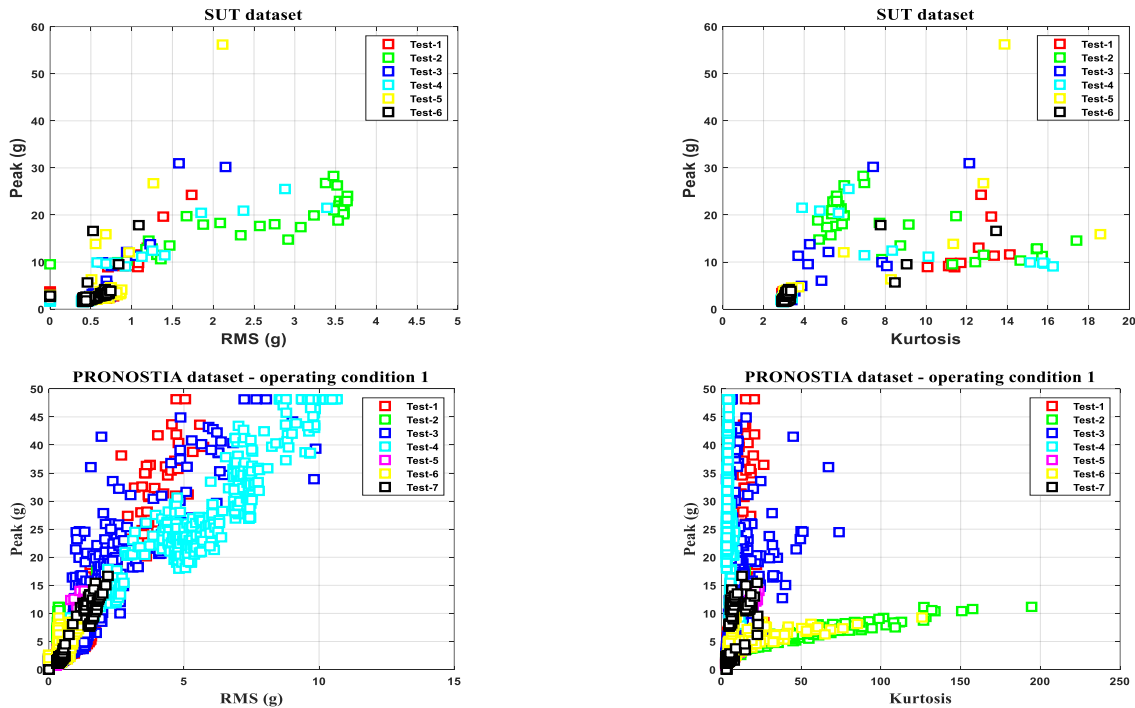 SUT dataset
60
50
40
30
20
10
0
Peak (g)
0 0.5 1 1.5 2 2.5 3 3.5 4 4.5 5
RMS (g)
Test-1
Test-2
Test-3
Test-4
Test-5
Test-6
SUT dataset
60
50
40
30
20
10
0
Peak (g)
0 2 4 6 8 10 12 14 16 18 20
Kurtosis
Test-1
Test-2
Test-3
Test-4
Test-5
Test-6
PRONOSTIA dataset - operating condition 1
50
45
40
35
30
25
20
15
10
5
0
Peak (g)
0 5 10 15
RMS (g)
Test-1
Test-2
Test-3
Test-4
Test-5
Test-6
Test-7
PRONOSTIA dataset - operating condition 1
50
45
40
35
30
25
20
15
10
5
0
Peak (g)
0 50 100 150 200 250
Kurtosis
Test-1
Test-2
Test-3
Test-4
Test-5
Test-6
Test-7